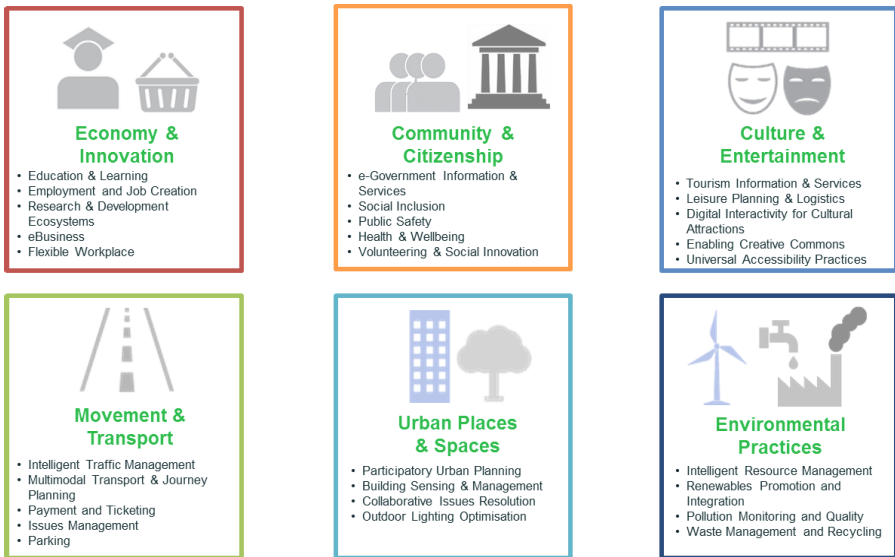 Economy &
Innovation
• Education & Learning
• Employment and Job Creation
• Research & Development
Ecosystems
• eBusiness
• Flexible Workplace
Community &
Citizenship
• e-Government Information &
Services
• Social Inclusion
• Public Safety
• Health & Wellbeing
• Volunteering & Social Innovation
Culture &
Entertainment
• Tourism Information & Services
• Leisure Planning & Logistics
• Digital Interactivity for Cultural
Attractions
• Enabling Creative Commons
• Universal Accessibility Practices
Movement &
Transport
• Intelligent Traffic Management
• Multimodal Transport & Journey
Planning
• Payment and Ticketing
• Issues Management
• Parking
Urban Places
& Spaces
• Participatory Urban Planning
• Building Sensing & Management
• Collaborative Issues Resolution
• Outdoor Lighting Optimisation
Environmental
Practices
• Intelligent Resource Management
• Renewables Promotion and
Integration
• Pollution Monitoring and Quality
• Waste Management and Recycling